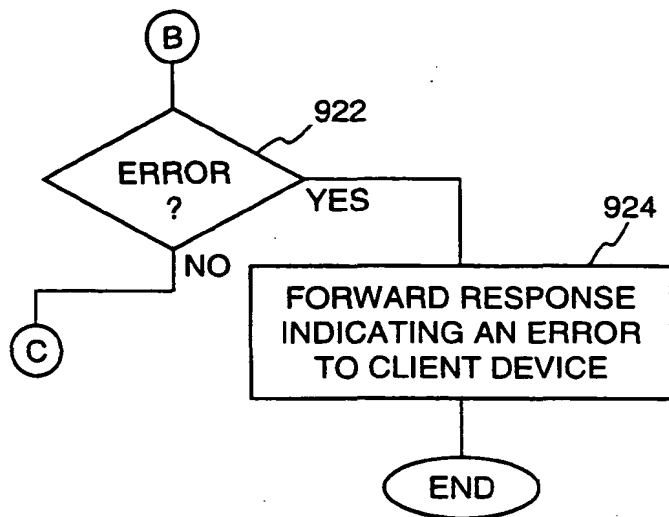 B
922
ERROR
?
YES
NO
C
924
FORWARD RESPONSE
INDICATING AN ERROR
TO CLIENT DEVICE
END